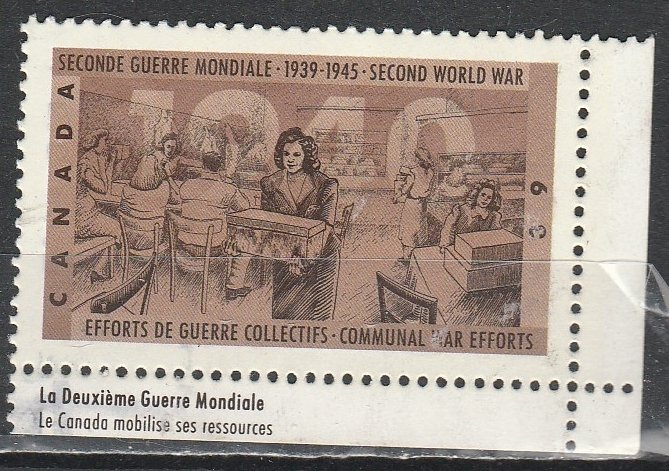 SECONDE GUERRE MONDIALE · 1939-1945 · SECOND WORLD WAR
CANADA
1940
39
EFFORTS DE GUERRE COLLECTIFS · COMMUNAL WAR EFFORTS
La Deuxième Guerre Mondiale
Le Canada mobilise ses ressources